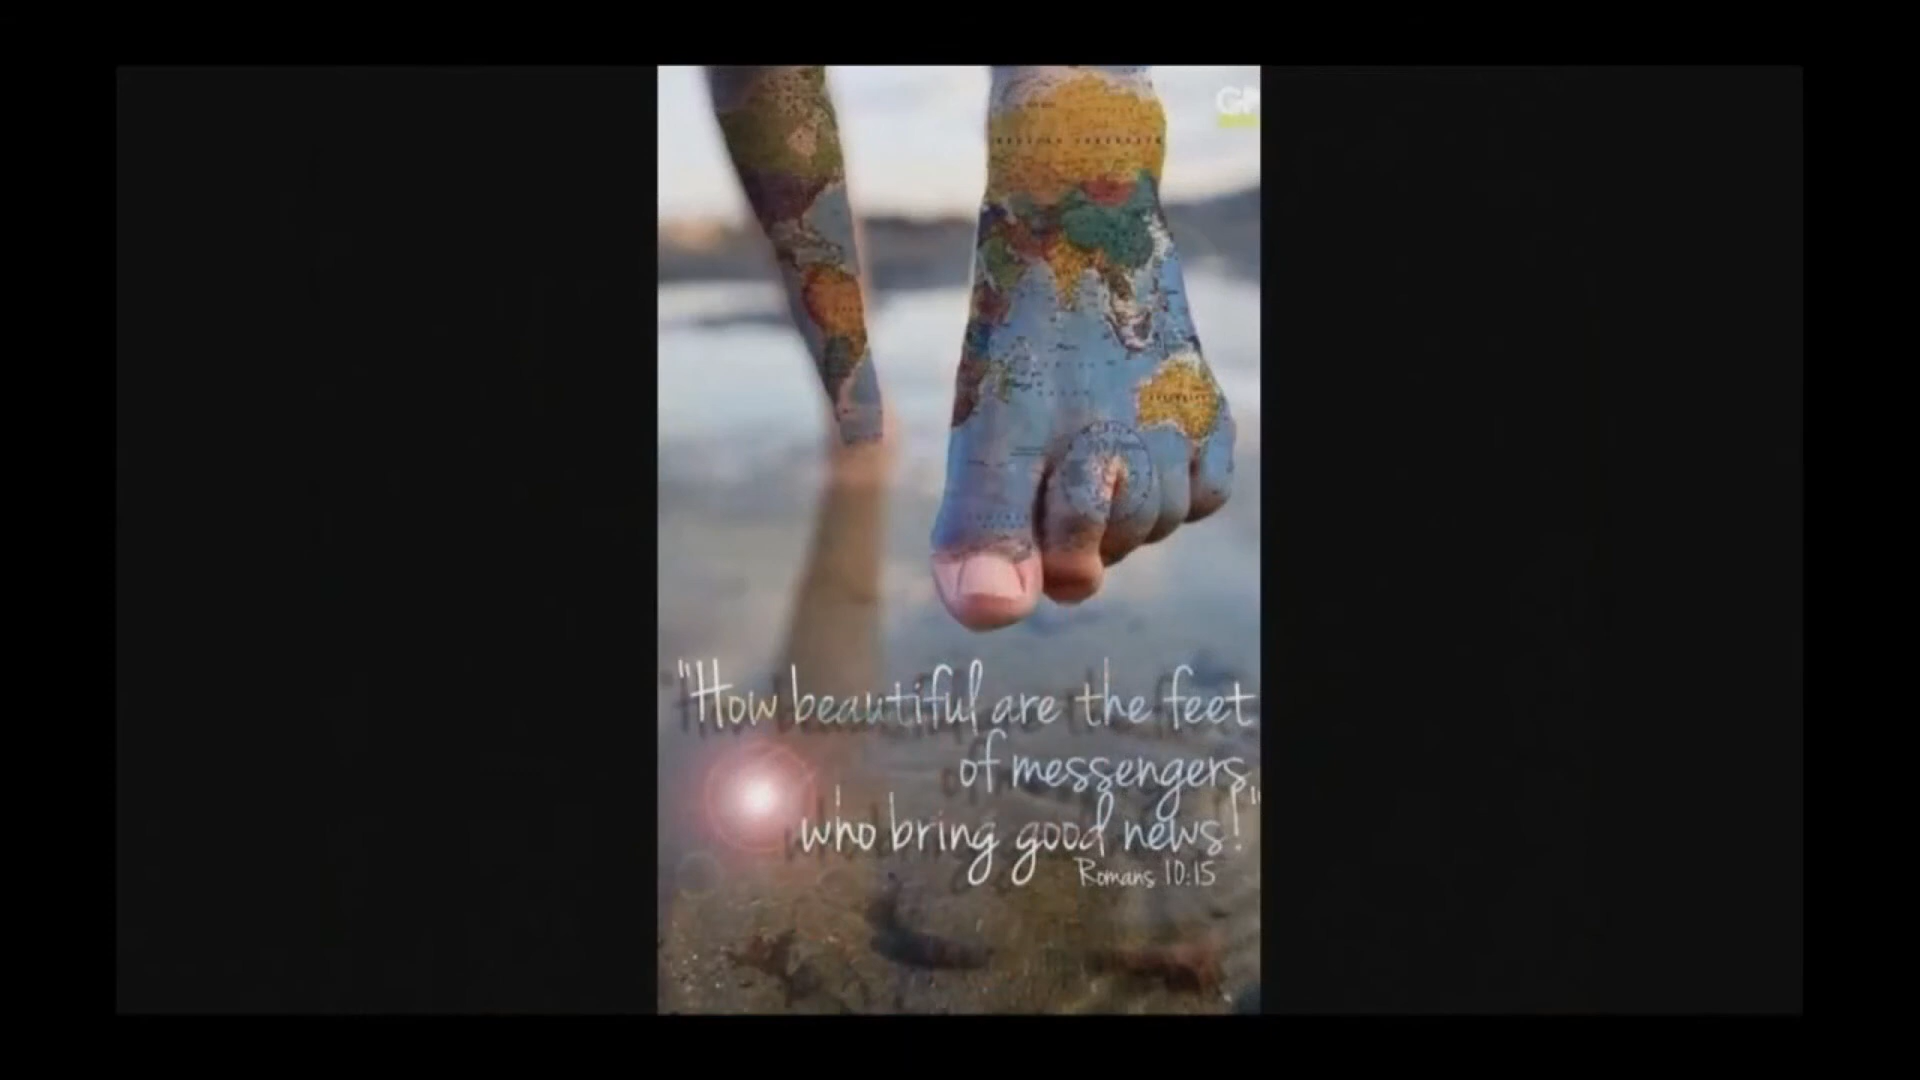 "How beautiful are the feet
of messengers
who bring good news!"
Romans 10:15